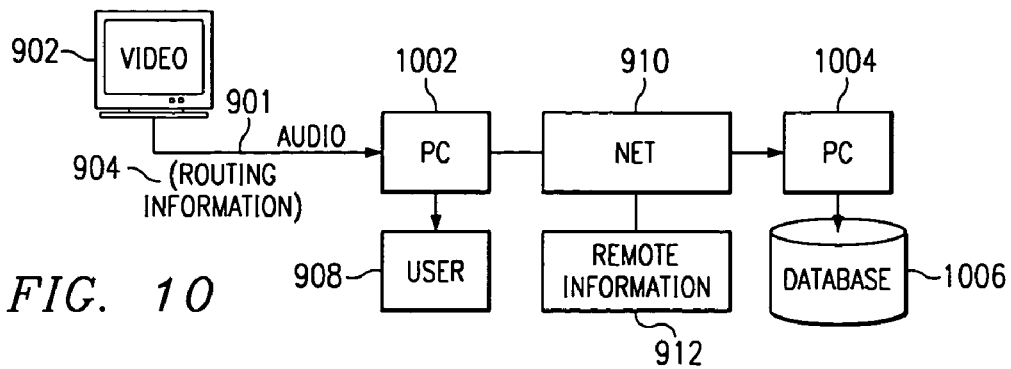 902
VIDEO
901
904
AUDIO
(ROUTING
INFORMATION)
1002
PC
910
NET
1004
PC
908
USER
REMOTE
INFORMATION
912
DATABASE
1006
FIG. 10